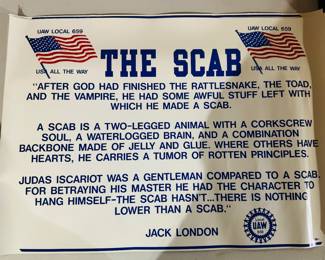 UAW LOCAL 659
UAW LOCAL 659
THE SCAB
USA ALL THE WAY
USA ALL THE WAY
"AFTER GOD HAD FINISHED THE RATTLESNAKE, THE TOAD,
AND THE VAMPIRE, HE HAD SOME AWFUL STUFF LEFT WITH
WHICH HE MADE A SCAB.
A SCAB IS A TWO-LEGGED ANIMAL WITH A CORKSCREW
SOUL, A WATERLOGGED BRAIN, AND A COMBINATION
BACKBONE MADE OF JELLY AND GLUE. WHERE OTHERS HAVE
HEARTS, HE CARRIES A TUMOR OF ROTTEN PRINCIPLES.
JUDAS ISCARIOT WAS A GENTLEMAN COMPARED TO A SCAB.
FOR BETRAYING HIS MASTER HE HAD THE CHARACTER TO
HANG HIMSELF-THE SCAB HASN'T...THERE IS NOTHING
LOWER THAN A SCAB."
JACK LONDON
LOCAL
UAW
659